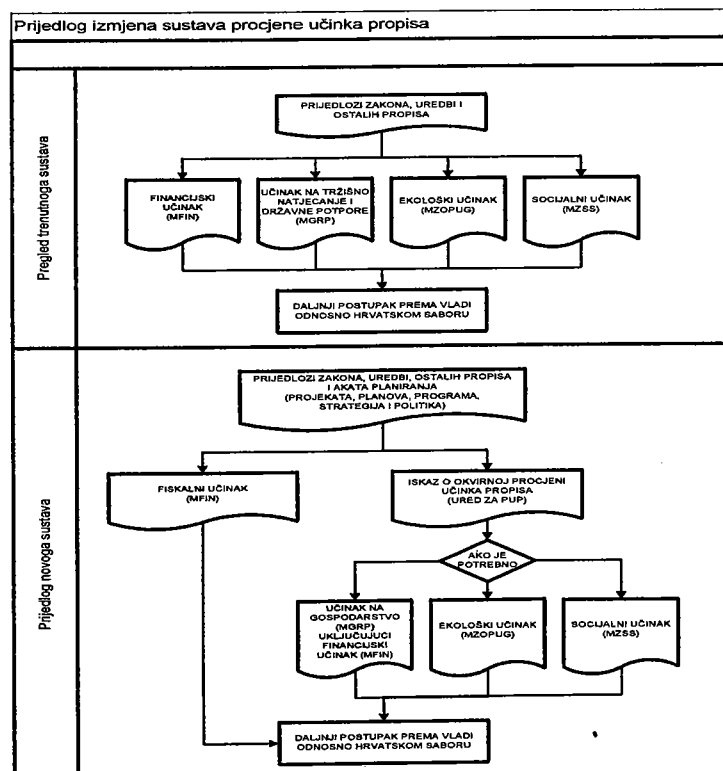 Prijedlog izmjena sustava procjene učinka propisa
Pregled trenutnoga sustava
PRIJEDLOZI ZAKONA, UREDBI I
OSTALIH PROPISA
FINANCIJSKI
UČINAK
(MFIN)
UČINAK NA TRŽIŠNO
NATJECANJE I
DRŽAVNE POTPORE
(MGRP)
EKOLOŠKI UČINAK
(MZOPUG)
SOCIJALNI UČINAK
(MZSS)
DALJNJI POSTUPAK PREMA VLADI
ODNOSNO HRVATSKOM SABORU
Prijedlog novoga sustava
PRIJEDLOZI ZAKONA, UREDBI, OSTALIH PROPISA
I AKATA PLANIRANJA
(PROJEKATA, PLANOVA, PROGRAMA,
STRATEGIJA I POLITIKA)
FISKALNI UČINAK
(MFIN)
ISKAZ O OKVIRNOJ PROCJENI
UČINKA PROPISA
(URED ZA PUP)
AKO JE
POTREBNO
UČINAK NA
GOSPODARSTVO
(MGRP)
UKLJUČUJUCI
FINANCIJSKI
UČINAK (MFIN)
EKOLOŠKI UČINAK
(MZOPUG)
SOCIJALNI UČINAK
(MZSS)
DALJNJI POSTUPAK PREMA VLADI
ODNOSNO HRVATSKOM SABORU